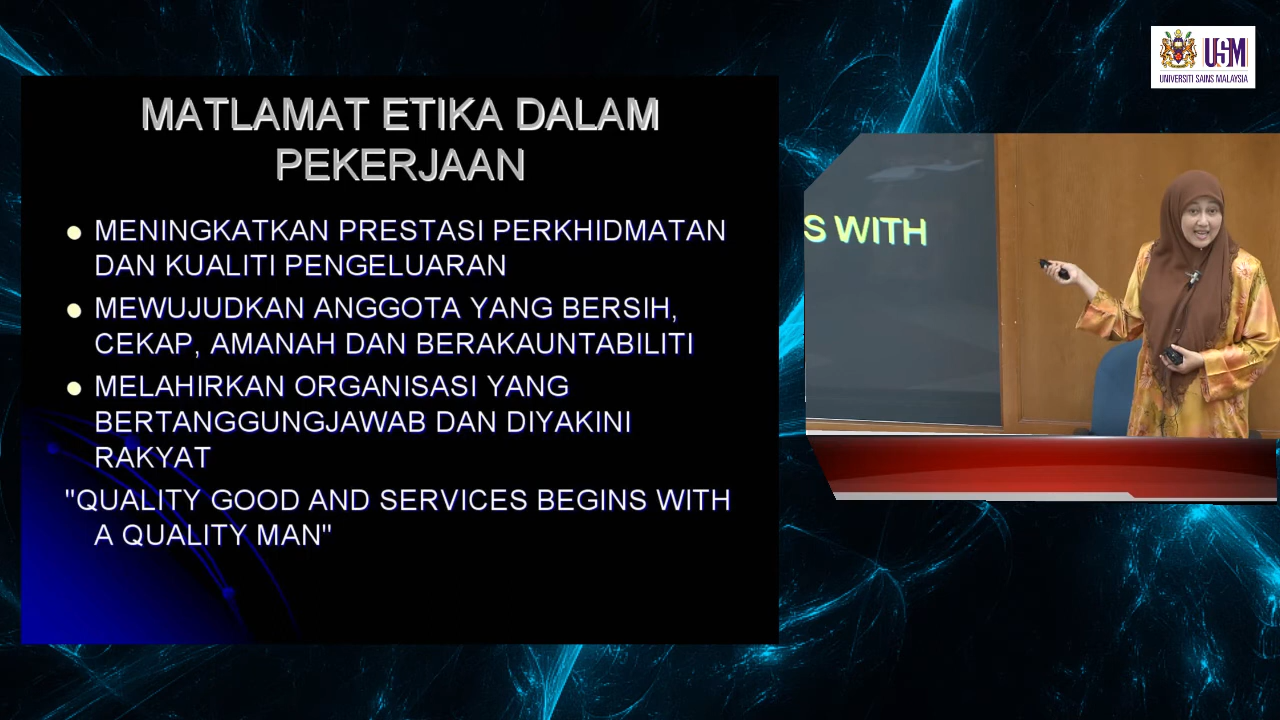 MATLAMAT ETIKA DALAM
PEKERJAAN
MENINGKATKAN PRESTASI PERKHIDMATAN
DAN KUALITI PENGELUARAN
MEWUJUDKAN ANGGOTA YANG BERSIH,
CEKAP, AMANAH DAN BERAKAUNTABILITI
MELAHIRKAN ORGANISASI YANG
BERTANGGUNGJAWAB DAN DIYAKINI
RAKYAT
"QUALITY GOOD AND SERVICES BEGINS WITH
A QUALITY MAN"
USM
UNIVERSITI SAINS MALAYSIA
S WITH